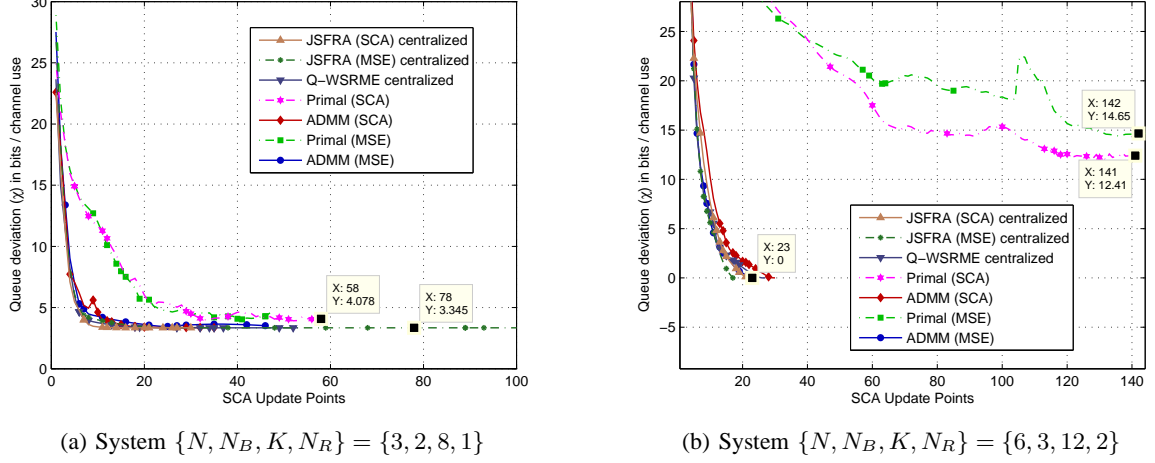 30
25
20
15
10
5
0
0 20 40 60 80 100
Queue deviation (χ) in bits / channel use
SCA Update Points
JSFRA (SCA) centralized
JSFRA (MSE) centralized
Q−WSRME centralized
Primal (SCA)
ADMM (SCA)
Primal (MSE)
ADMM (MSE)
X: 58
Y: 4.078
X: 78
Y: 3.345
(a) System {N, N_B, K, N_R} = {3, 2, 8, 1}
25
20
15
10
5
0
−5
20 40 60 80 100 120 140
Queue deviation (χ) in bits / channel use
SCA Update Points
X: 142
Y: 14.65
X: 141
Y: 12.41
X: 23
Y: 0
JSFRA (SCA) centralized
JSFRA (MSE) centralized
Q−WSRME centralized
Primal (SCA)
ADMM (SCA)
Primal (MSE)
ADMM (MSE)
(b) System {N, N_B, K, N_R} = {6, 3, 12, 2}